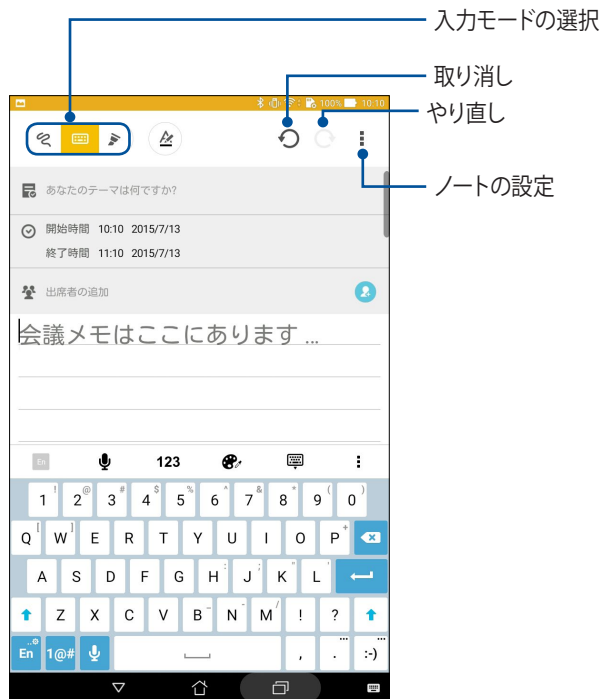 入力モードの選択
取り消し
やり直し
ノートの設定
100% 10:10
あなたのテーマは何ですか?
開始時間 10:10 2015/7/13
終了時間 11:10 2015/7/13
出席者の追加
会議メモはここにあります ...
En 123
1 ! 2 @ 3 # 4 $ 5 % 6 ^ 7 & 8 * 9 ( 0 )
Q [ W ] E R T Y U I O P +
A S D F G H : J ; K " L '
Z X C V B - N - M / ! ?
En 1@# , . :-)